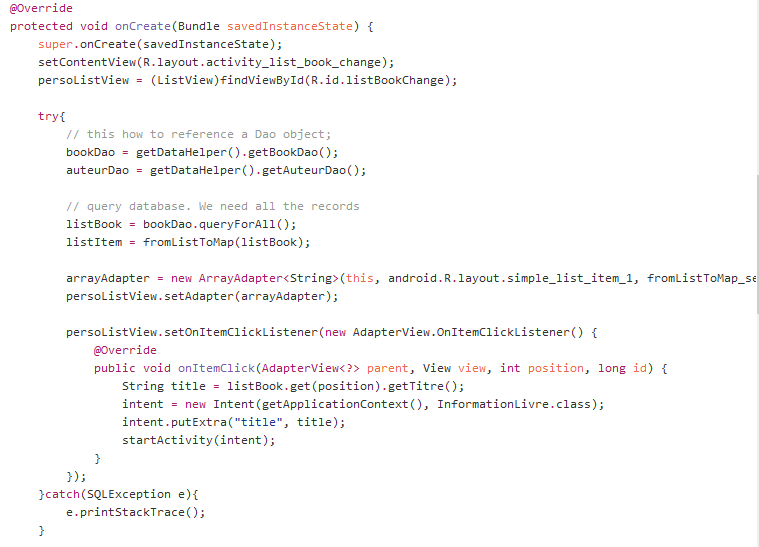 @Override
protected void onCreate(Bundle savedInstanceState) {
    super.onCreate(savedInstanceState);
    setContentView(R.layout.activity_list_book_change);
    persoListView = (ListView)findViewById(R.id.listBookChange);

    try{
        // this how to reference a Dao object;
        bookDao = getDataHelper().getBookDao();
        auteurDao = getDataHelper().getAuteurDao();

        // query database. We need all the records
        listBook = bookDao.queryForAll();
        listItem = fromListToMap(listBook);

        arrayAdapter = new ArrayAdapter<String>(this, android.R.layout.simple_list_item_1, fromListToMap_se
        persoListView.setAdapter(arrayAdapter);

        persoListView.setOnItemClickListener(new AdapterView.OnItemClickListener() {
            @Override
            public void onItemClick(AdapterView<?> parent, View view, int position, long id) {
                String title = listBook.get(position).getTitre();
                intent = new Intent(getApplicationContext(), InformationLivre.class);
                intent.putExtra("title", title);
                startActivity(intent);
            }
        });
    }catch(SQLException e){
        e.printStackTrace();
    }